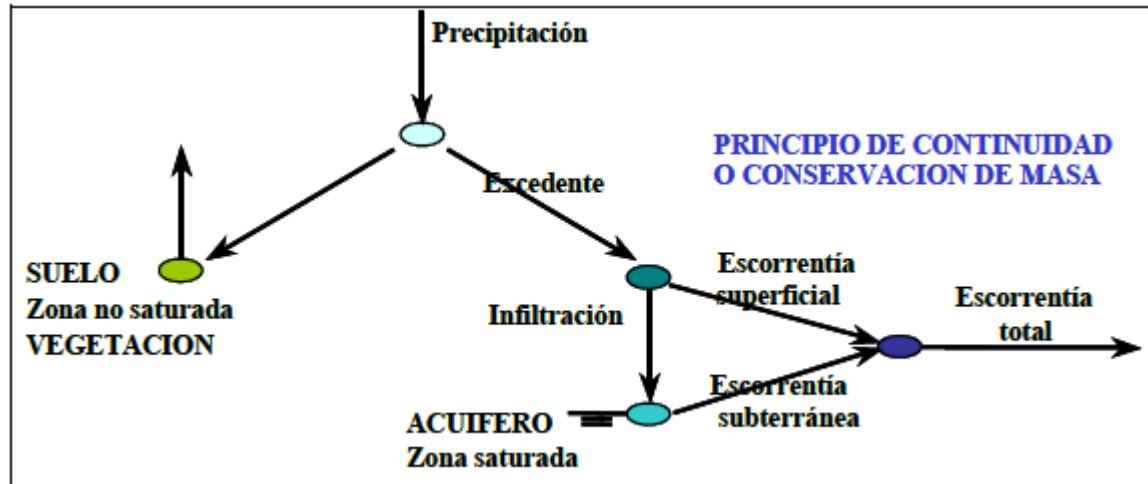 Precipitación
PRINCIPIO DE CONTINUIDAD
O CONSERVACION DE MASA
Excedente
SUELO
Zona no saturada
VEGETACION
Escorrentía
superficial
Infiltración
Escorrentía
total
Escorrentía
subterránea
ACUIFERO
Zona saturada